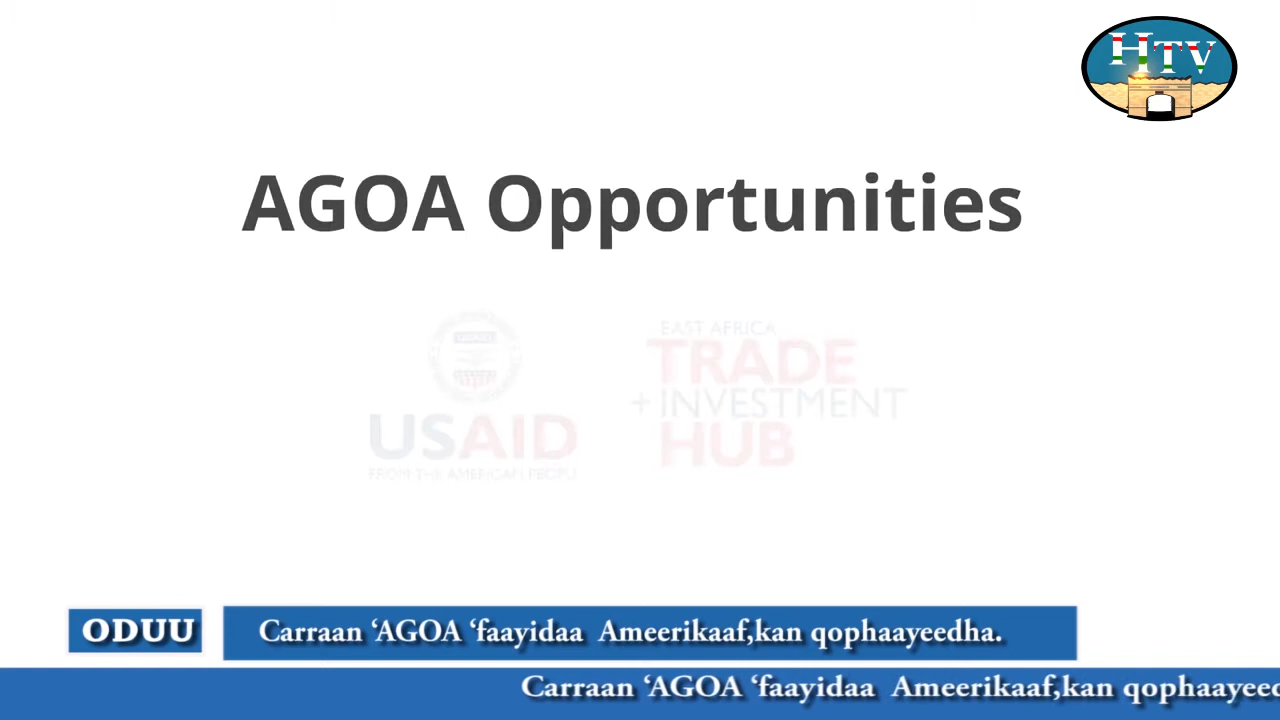 HTV
AGOA Opportunities
USAID
FROM THE AMERICAN PEOPLE
EAST AFRICA
TRADE
+ INVESTMENT
HUB
ODUU
Carraan ‘AGOA ‘faayidaa Ameerikaaf,kan qophaayeedha.
Carraan ‘AGOA ‘faayidaa Ameerikaaf,kan qophaayeed